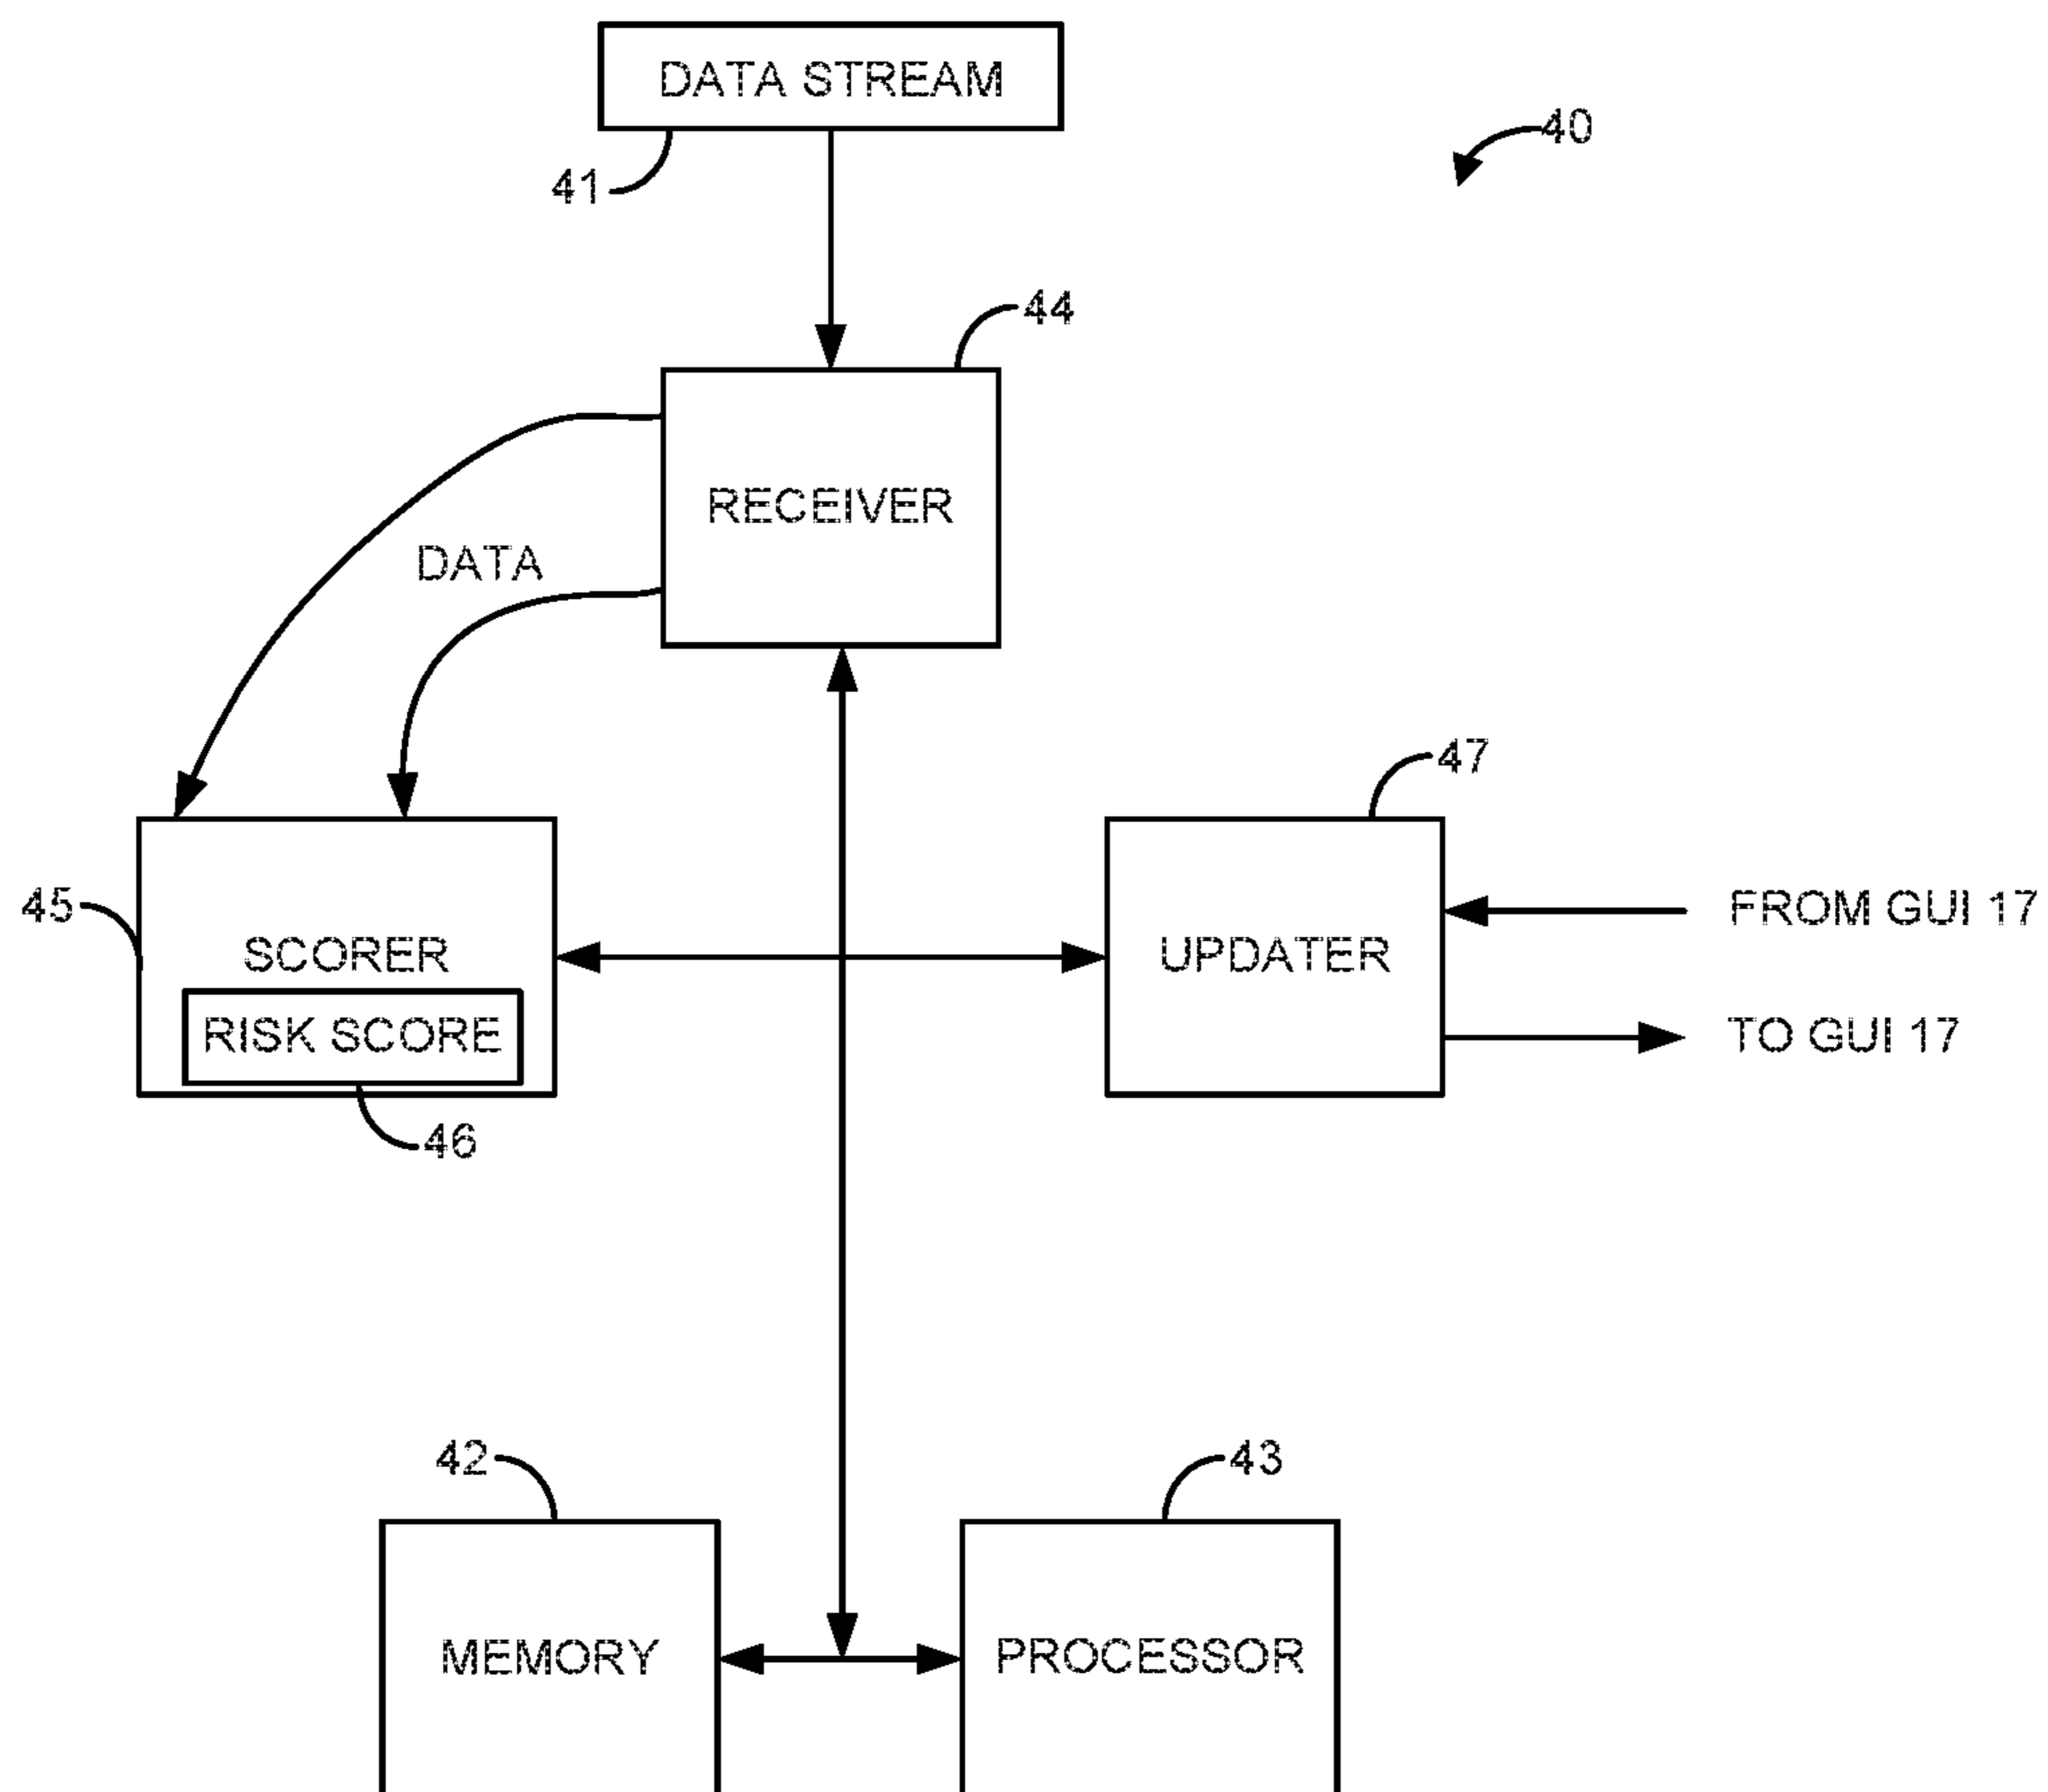 DATA STREAM
40
41
44
RECEIVER
DATA
47
45
FROM GUI 17
SCORER
UPDATER
RISK SCORE
TO GUI 17
46
42
43
MEMORY
PROCESSOR